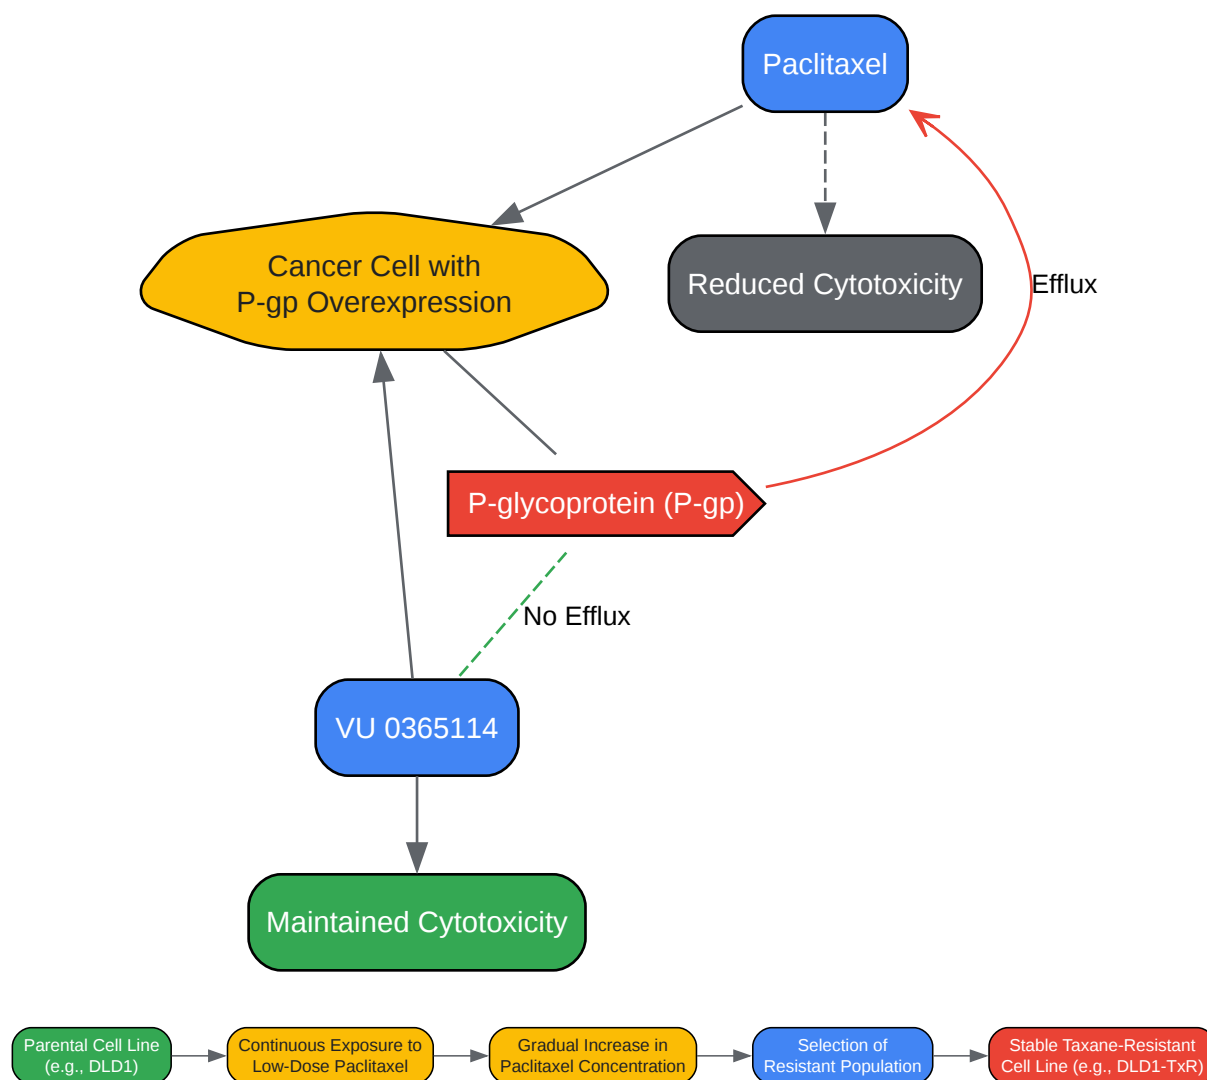 Paclitaxel
Cancer Cell with
P-gp Overexpression
Reduced Cytotoxicity
Efflux
P-glycoprotein (P-gp)
No Efflux
VU 0365114
Maintained Cytotoxicity
Parental Cell Line
(e.g., DLD1)
Continuous Exposure to
Low-Dose Paclitaxel
Gradual Increase in
Paclitaxel Concentration
Selection of
Resistant Population
Stable Taxane-Resistant
Cell Line (e.g., DLD1-TxR)